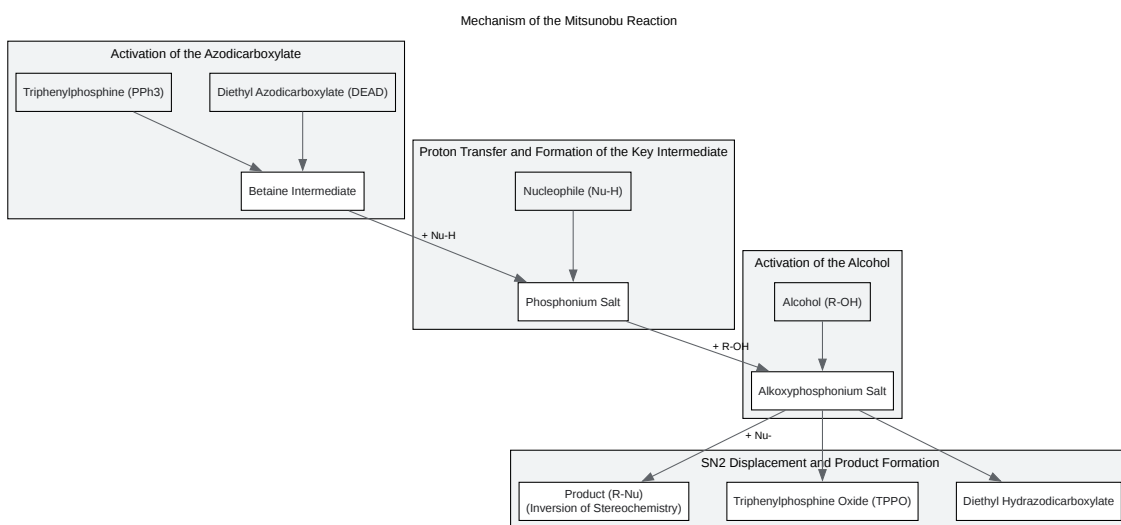 Mechanism of the Mitsunobu Reaction
Activation of the Azodicarboxylate
Triphenylphosphine (PPh3)
Diethyl Azodicarboxylate (DEAD)
Betaine Intermediate
Proton Transfer and Formation of the Key Intermediate
Nucleophile (Nu-H)
+ Nu-H
Phosphonium Salt
Activation of the Alcohol
Alcohol (R-OH)
+ R-OH
Alkoxyphosphonium Salt
+ Nu-
SN2 Displacement and Product Formation
Product (R-Nu)
(Inversion of Stereochemistry)
Triphenylphosphine Oxide (TPPO)
Diethyl Hydrazodicarboxylate